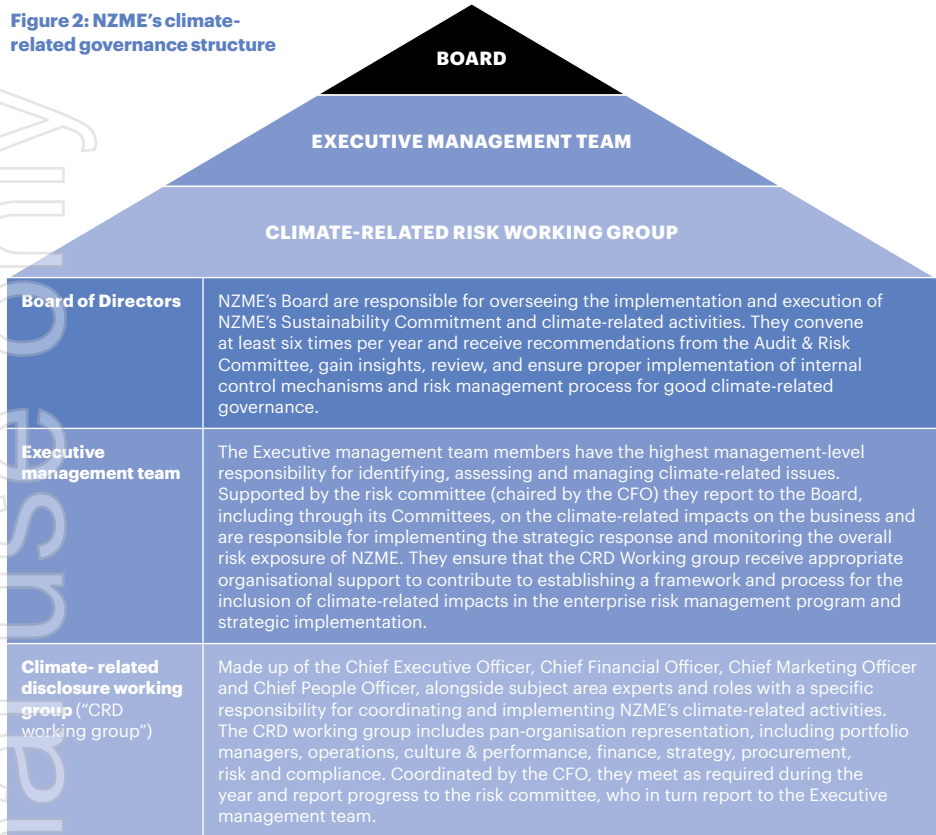 Figure 2: NZME's climate-
related governance structure
BOARD
EXECUTIVE MANAGEMENT TEAM
CLIMATE-RELATED RISK WORKING GROUP
Board of Directors
NZME's Board are responsible for overseeing the implementation and execution of
NZME's Sustainability Commitment and climate-related activities. They convene
at least six times per year and receive recommendations from the Audit & Risk
Committee, gain insights, review, and ensure proper implementation of internal
control mechanisms and risk management process for good climate-related
governance.
Executive
management team
The Executive management team members have the highest management-level
responsibility for identifying, assessing and managing climate-related issues.
Supported by the risk committee (chaired by the CFO) they report to the Board,
including through its Committees, on the climate-related impacts on the business and
are responsible for implementing the strategic response and monitoring the overall
risk exposure of NZME. They ensure that the CRD Working group receive appropriate
organisational support to contribute to establishing a framework and process for the
inclusion of climate-related impacts in the enterprise risk management program and
strategic implementation.
Climate- related
disclosure working
group ("CRD
working group")
Made up of the Chief Executive Officer, Chief Financial Officer, Chief Marketing Officer
and Chief People Officer, alongside subject area experts and roles with a specific
responsibility for coordinating and implementing NZME's climate-related activities.
The CRD working group includes pan-organisation representation, including portfolio
managers, operations, culture & performance, finance, strategy, procurement,
risk and compliance. Coordinated by the CFO, they meet as required during the
year and report progress to the risk committee, who in turn report to the Executive
management team.
use only